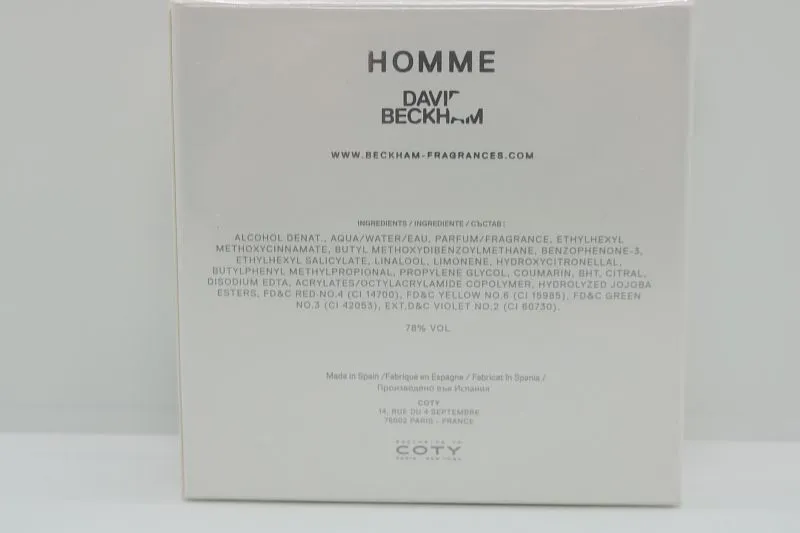 HOMME
DAVID
BECKHAM
WWW.BECKHAM-FRAGRANCES.COM
INGREDIENTS / INGREDIENTE / СЪСТАВ:
ALCOHOL DENAT., AQUA/WATER/EAU, PARFUM/FRAGRANCE, ETHYLHEXYL
METHOXYCINNAMATE, BUTYL METHOXYDIBENZOYLMETHANE, BENZOPHENONE-3,
ETHYLHEXYL SALICYLATE, LINALOOL, LIMONENE, HYDROXYCITRONELLAL,
BUTYLPHENYL METHYLPROPIONAL, PROPYLENE GLYCOL, COUMARIN, BHT, CITRAL,
DISODIUM EDTA, ACRYLATES/OCTYLACRYLAMIDE COPOLYMER, HYDROLYZED JOJOBA
ESTERS, FD&C RED NO.4 (CI 14700), FD&C YELLOW NO.6 (CI 15985), FD&C GREEN
NO.3 (CI 42053), EXT.D&C VIOLET NO.2 (CI 60730).
78% VOL
Made in Spain /Fabriqué en Espagne / Fabricat în Spania /
Произведено във Испания
COTY
14, RUE DU 4 SEPTEMBRE
75002 PARIS - FRANCE
COTY
PARIS NEW YORK